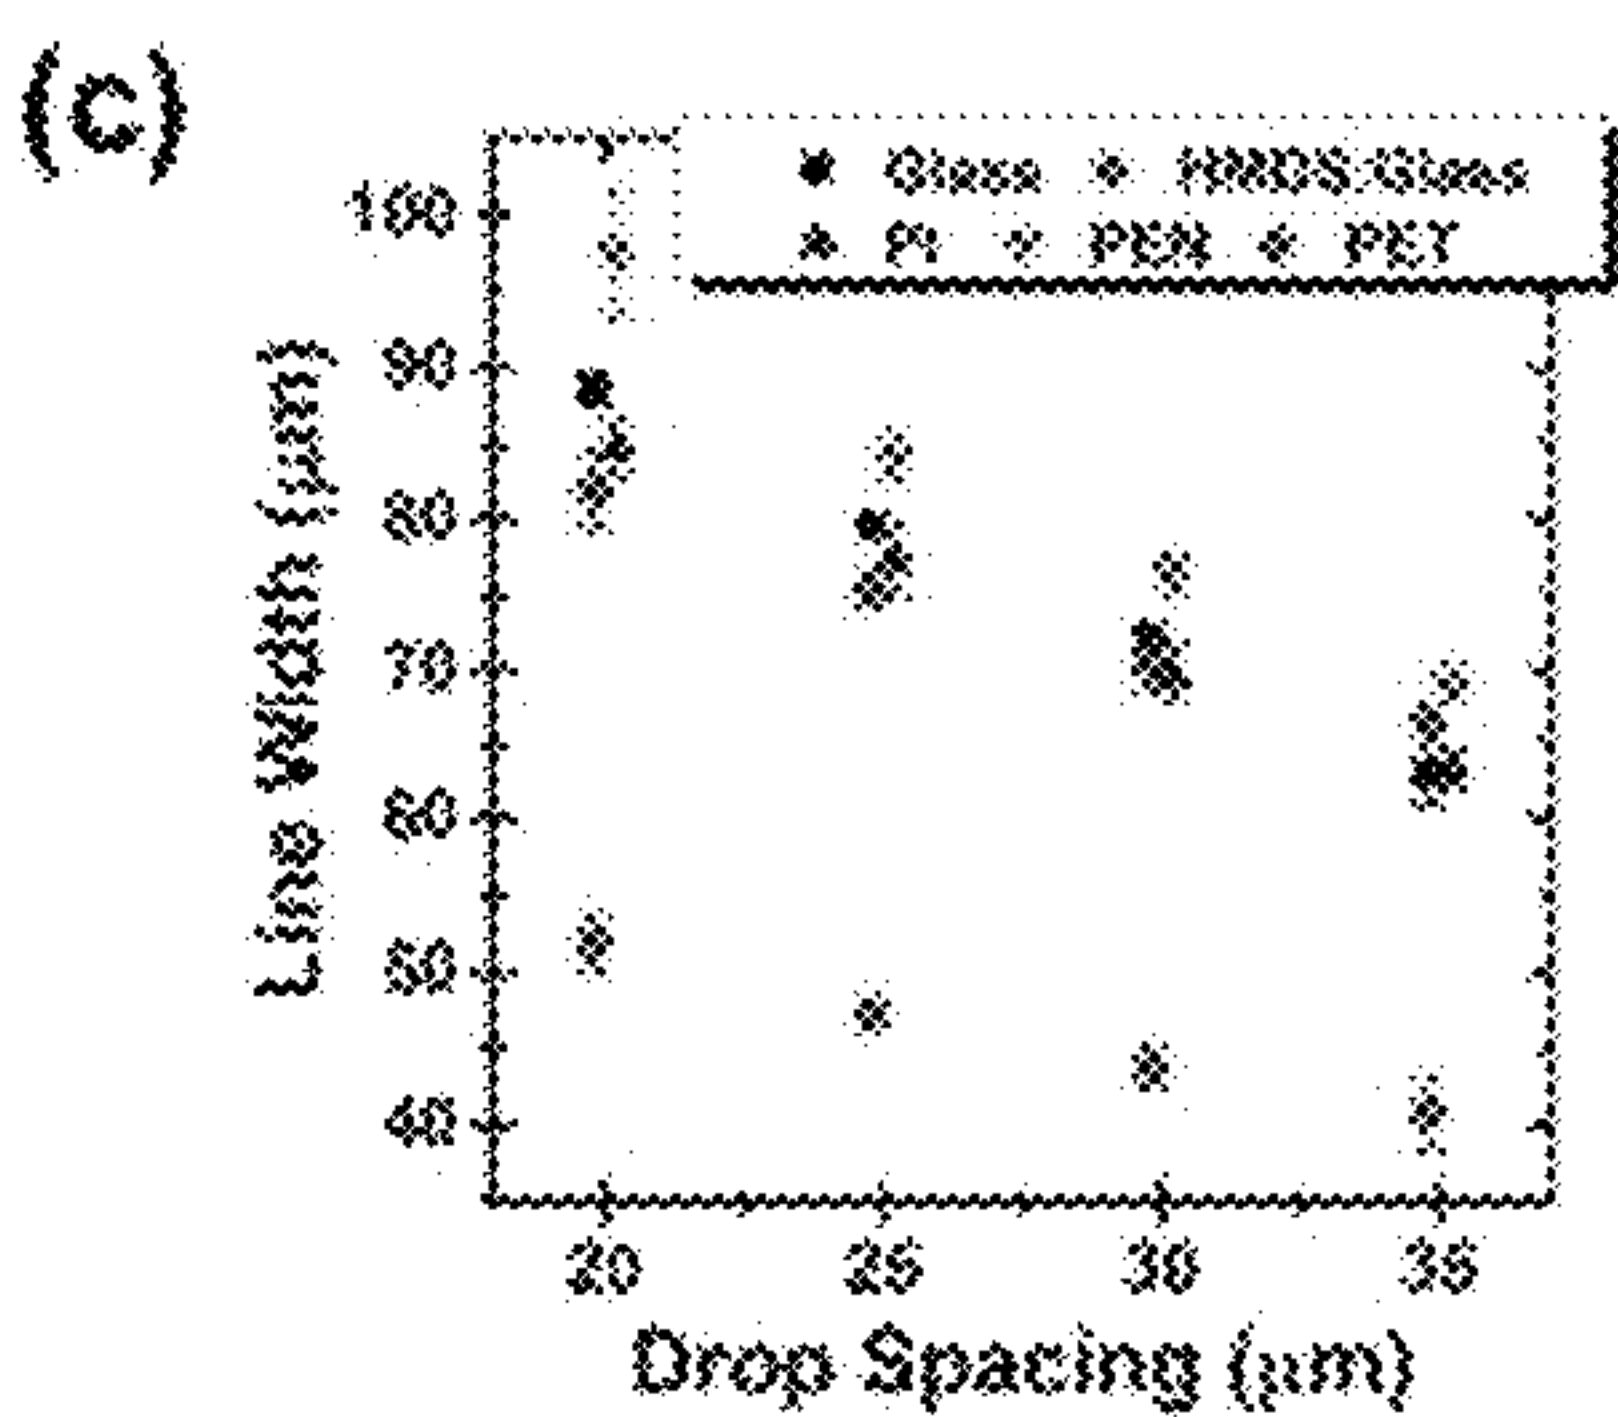 (c)
Glass HMDS/Glass
PI PEN PET
100
90
80
70
60
50
40
Line Width (μm)
20 25 30 35
Drop Spacing (μm)